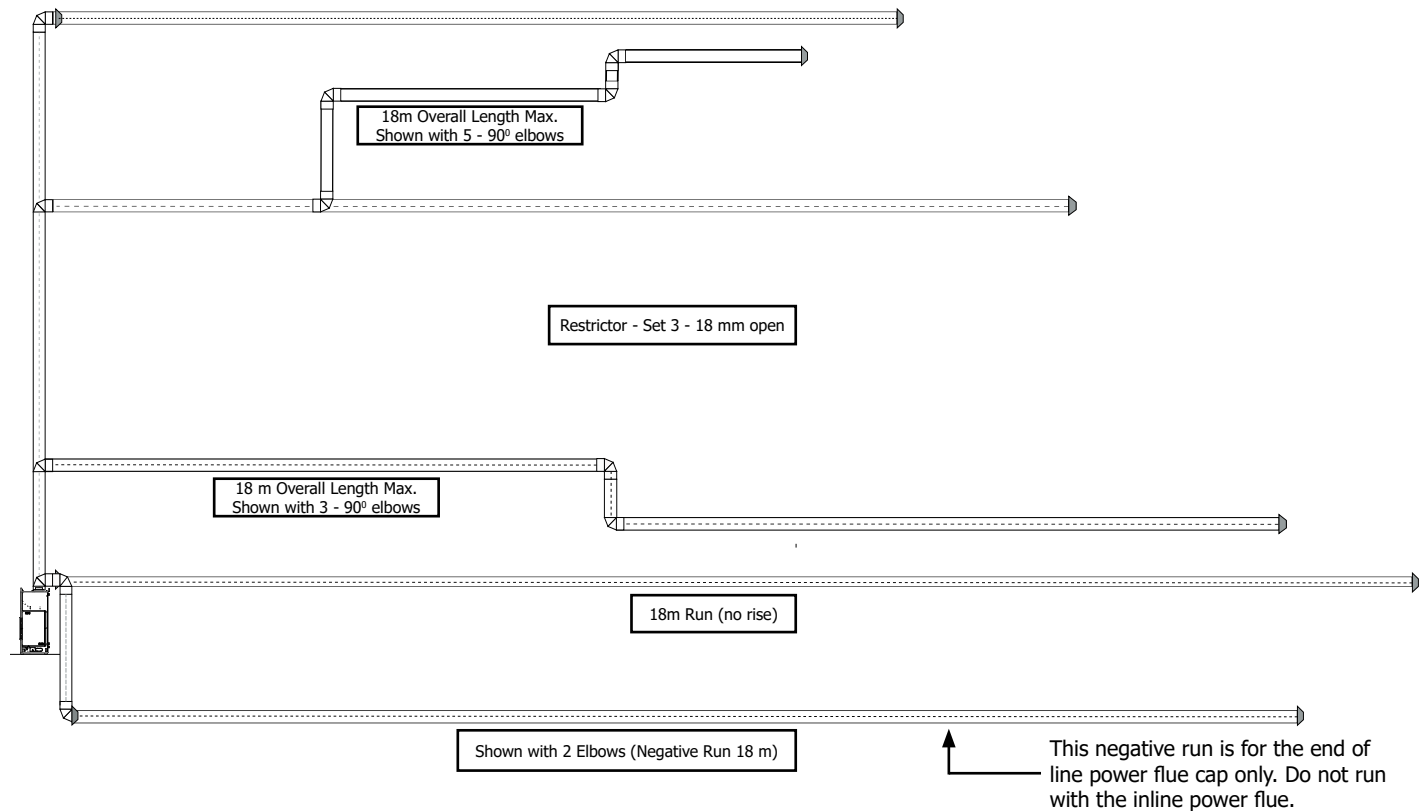 18m Overall Length Max.
Shown with 5 - 90⁰ elbows
Restrictor - Set 3 - 18 mm open
18 m Overall Length Max.
Shown with 3 - 90⁰ elbows
18m Run (no rise)
Shown with 2 Elbows (Negative Run 18 m)
This negative run is for the end of
line power flue cap only. Do not run
with the inline power flue.